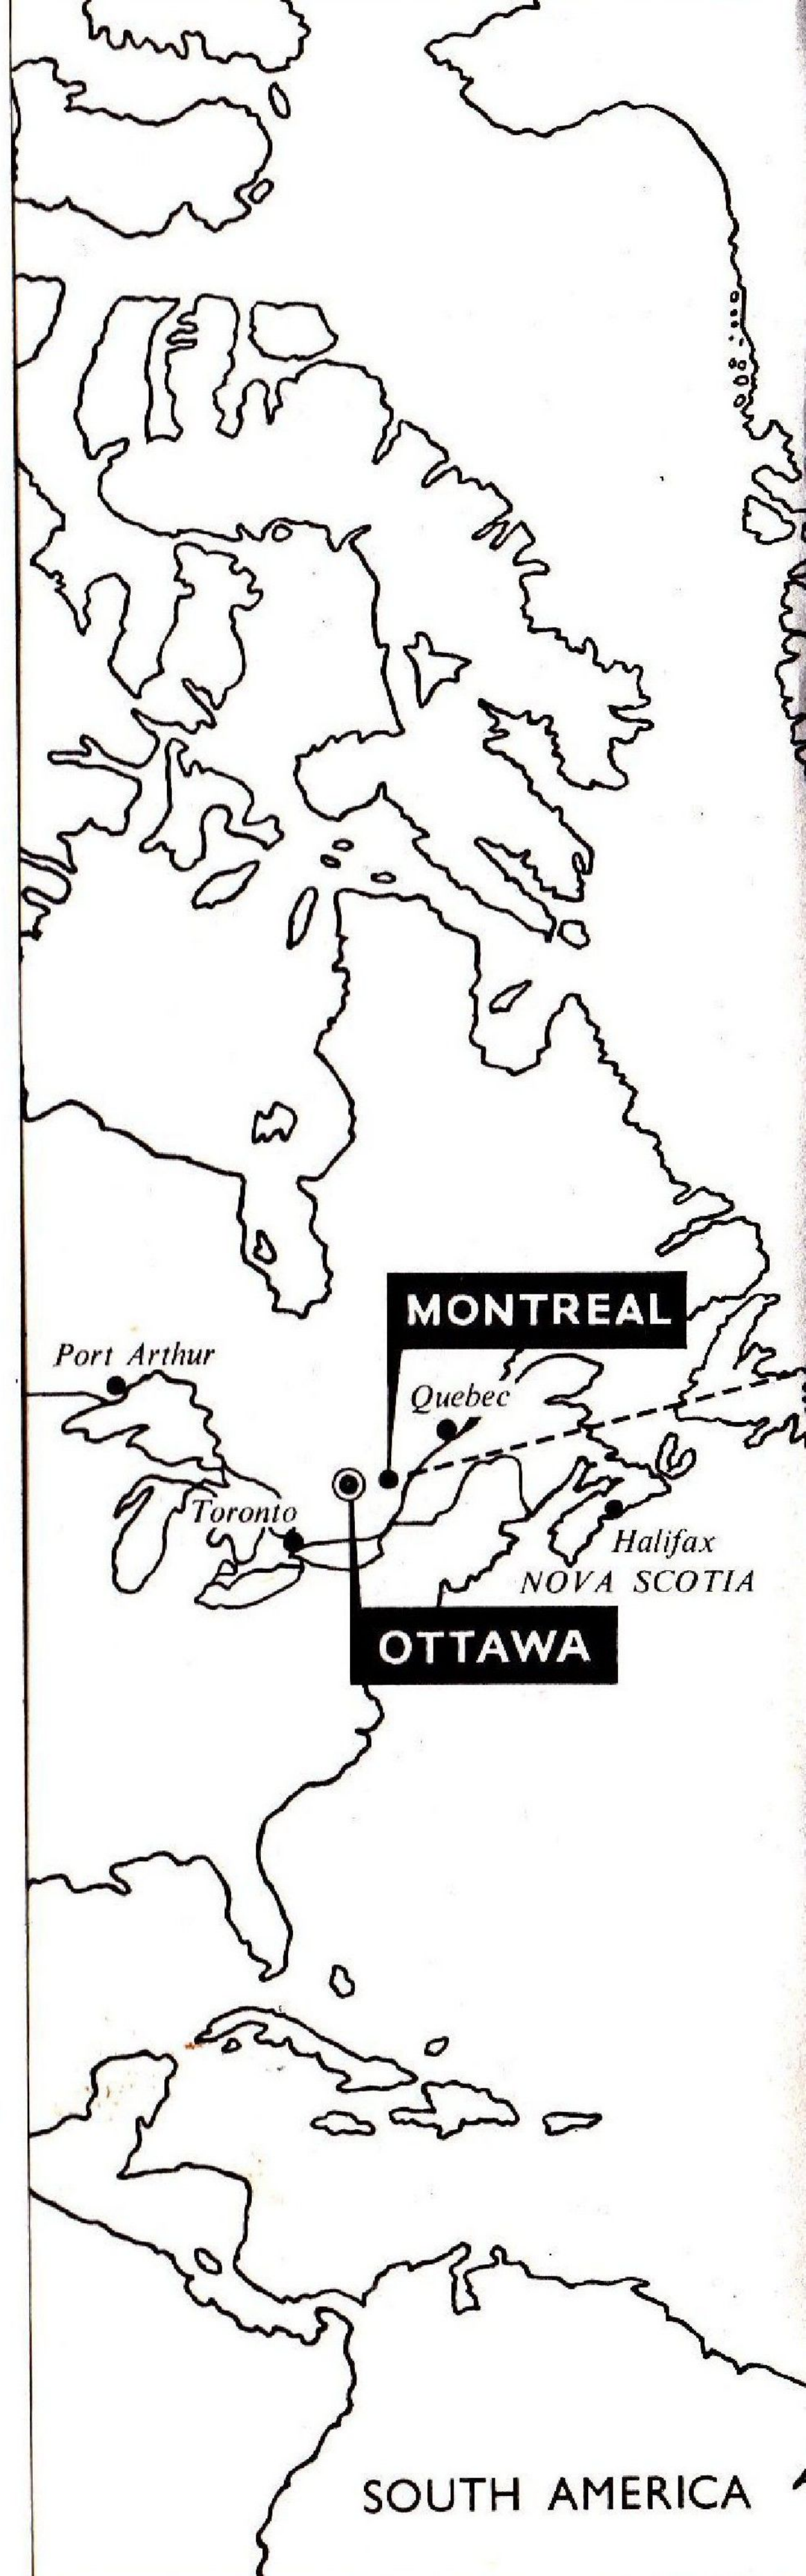 MONTREAL
Port Arthur
Quebec
Toronto
Halifax
NOVA SCOTIA
OTTAWA
SOUTH AMERICA